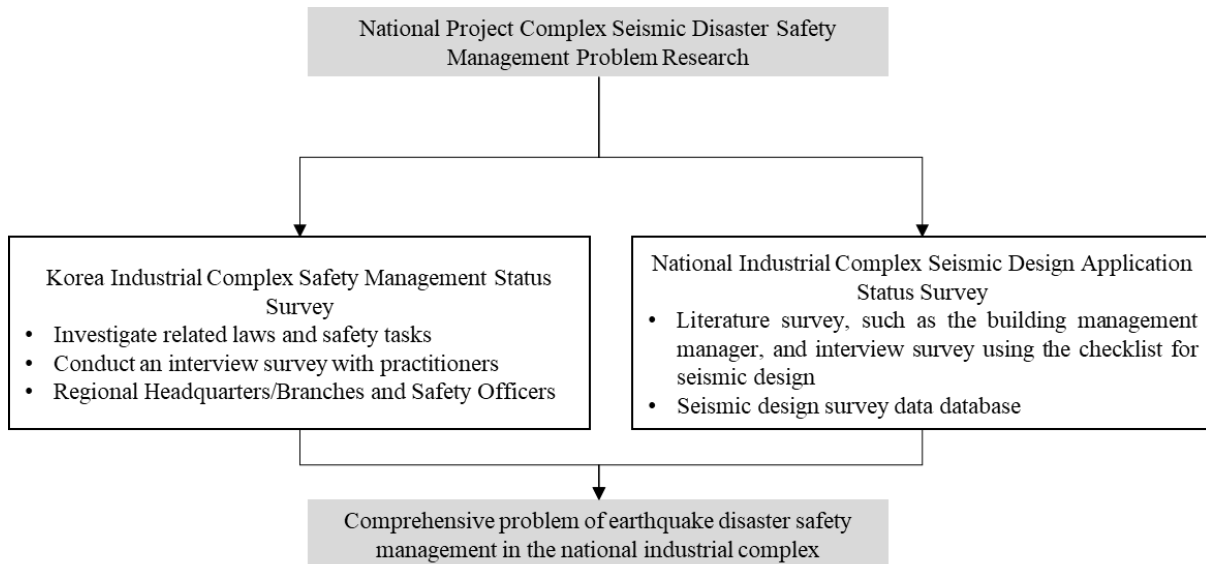 National Project Complex Seismic Disaster Safety
Management Problem Research
Korea Industrial Complex Safety Management Status
Survey
• Investigate related laws and safety tasks
• Conduct an interview survey with practitioners
• Regional Headquarters/Branches and Safety Officers
National Industrial Complex Seismic Design Application
Status Survey
• Literature survey, such as the building management
manager, and interview survey using the checklist for
seismic design
• Seismic design survey data database
Comprehensive problem of earthquake disaster safety
management in the national industrial complex